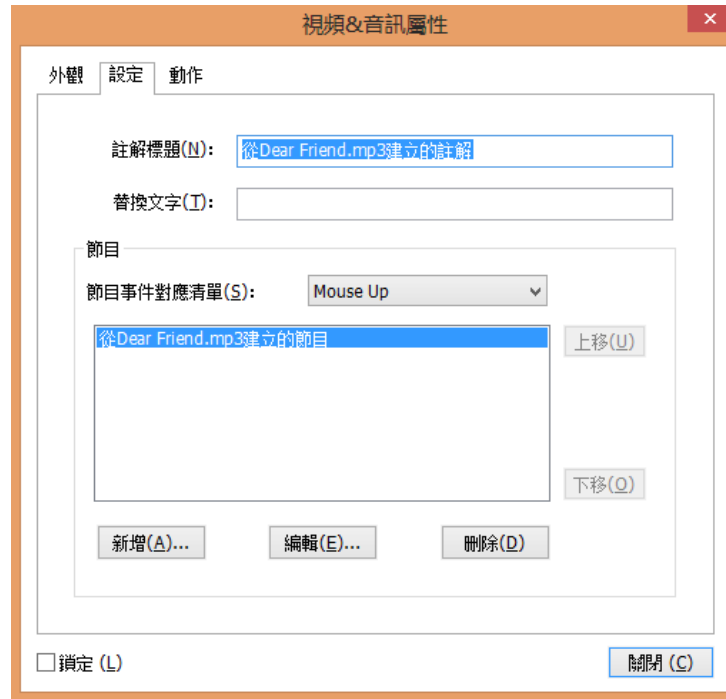 視頻&音訊屬性
外觀 設定 動作
註解標題(N): 從Dear Friend.mp3建立的註解
替換文字(T):
節目
節目事件對應清單(S): Mouse Up
從Dear Friend.mp3建立的節目
上移(U)
下移(O)
新增(A)... 編輯(E)... 刪除(D)
鎖定 (L) 關閉 (C)